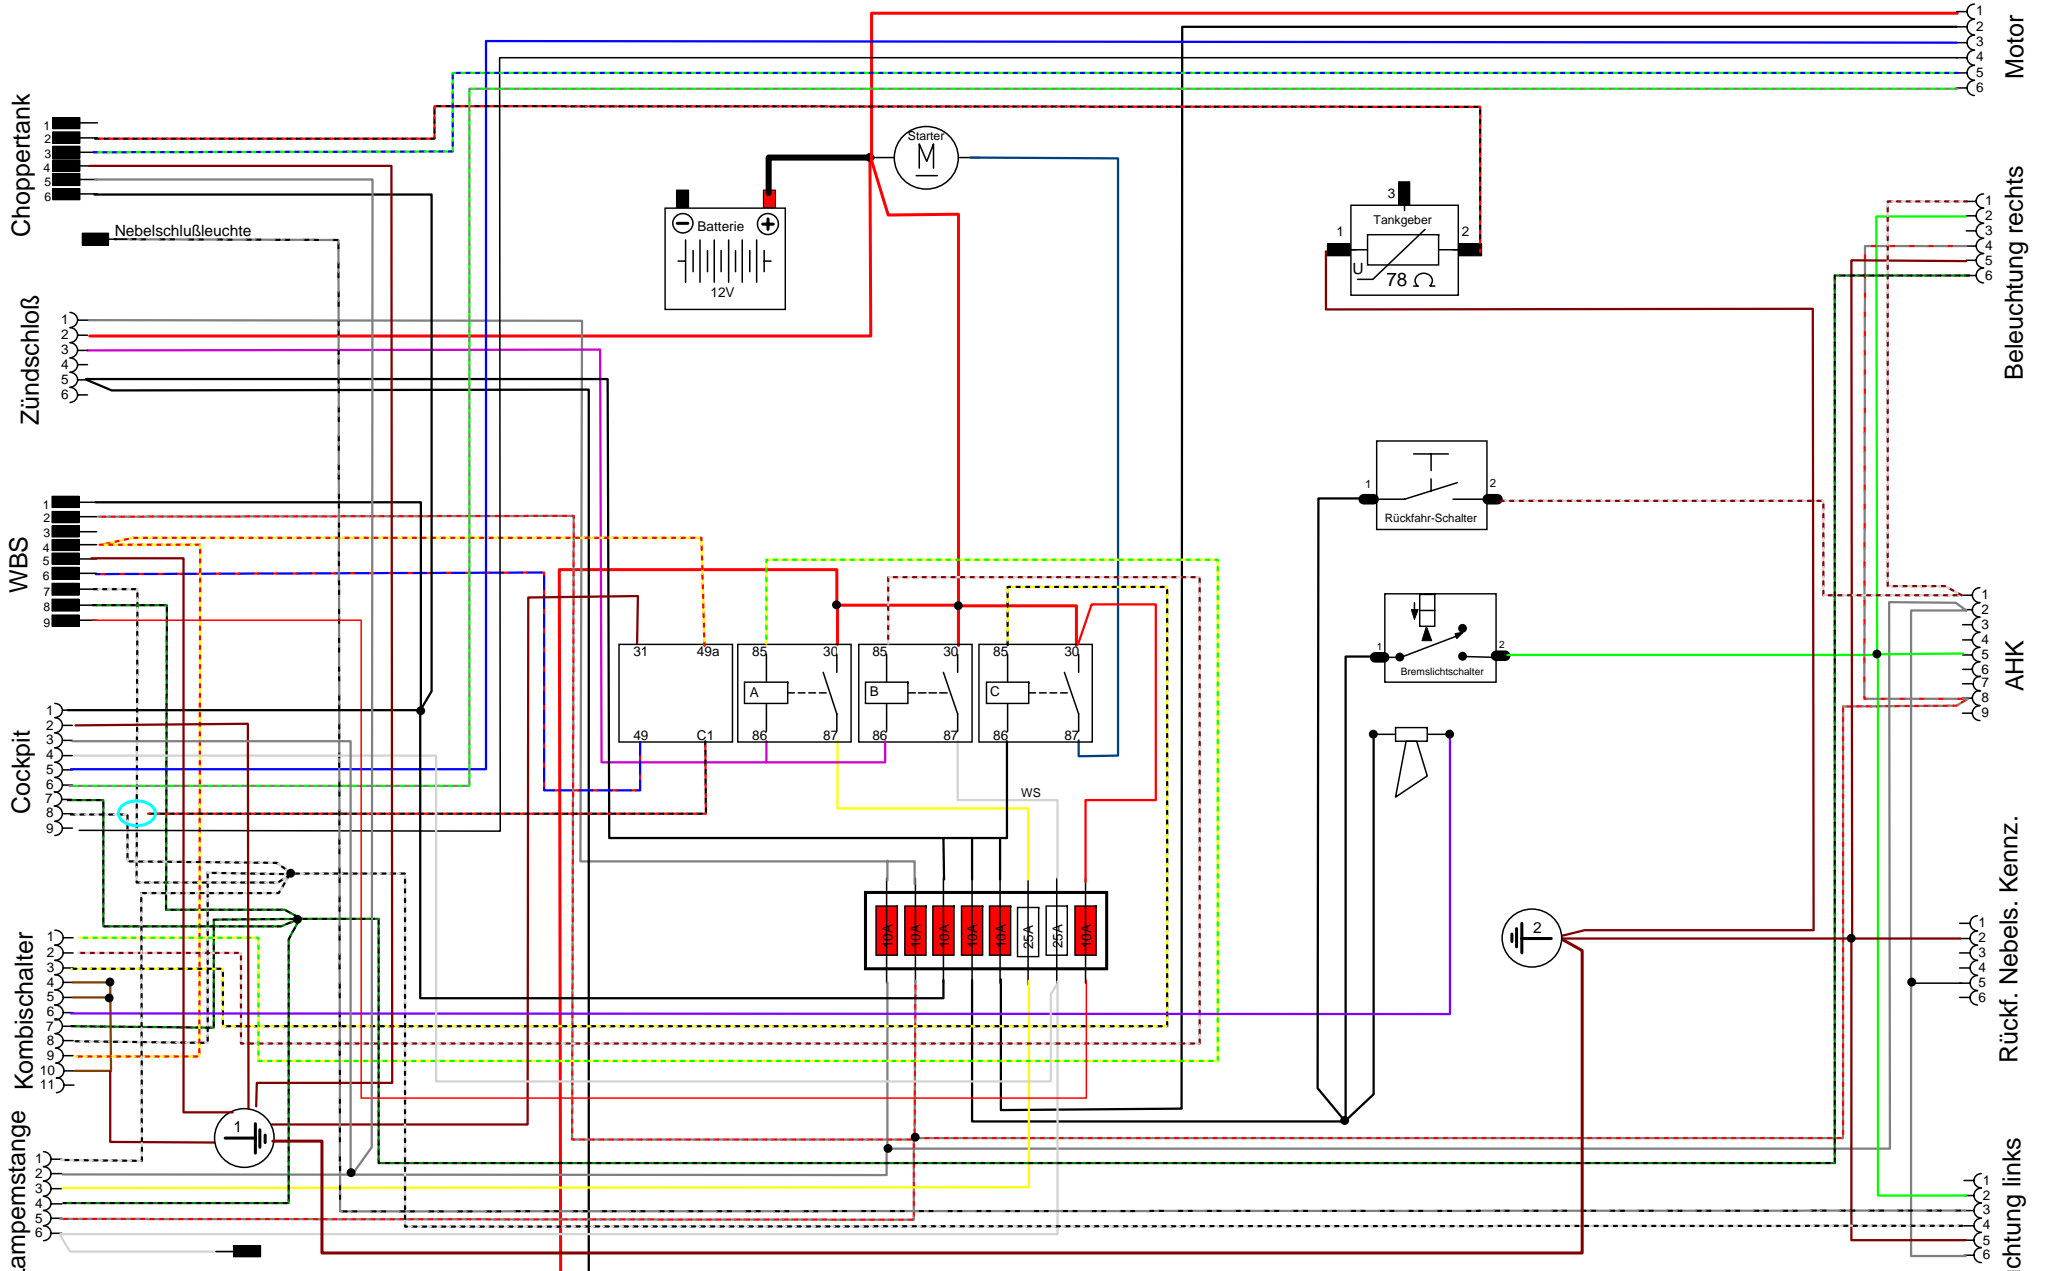 Choppertank
1
2
3
4
5
6
Nebelschlußleuchte
Zündschloß
1
2
3
4
5
6
WBS
1
2
3
4
5
6
7
8
9
Cockpit
1
2
3
4
5
6
7
8
9
Kombischalter
1
2
3
4
5
6
7
8
9
10
11
ampemstange
1
2
3
4
5
6
Batterie
12V
Starter
M
31
49a
49
C1
85
30
A
86
87
85
30
B
86
87
85
30
C
86
87
WS
10A
10A
10A
10A
10A
25A
25A
10A
1
3
Tankgeber
1
2
U
78 Ω
1
2
Rückfahr-Schalter
1
2
Bremslichtschalter
2
Motor
1
2
3
4
5
6
Beleuchtung rechts
1
2
3
4
5
6
AHK
1
2
3
4
5
6
7
8
9
Rückf. Nebels. Kennz.
1
2
3
4
5
6
chtung links
1
2
3
4
5
6